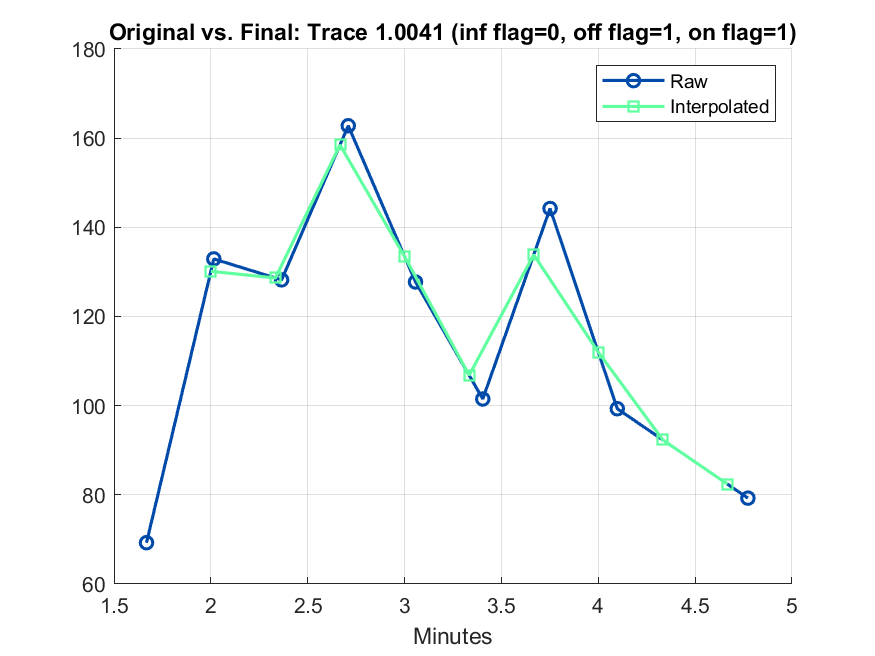 Original vs. Final: Trace 1.0041 (inf flag=0, off flag=1, on flag=1)
180
160
140
120
100
80
60
Raw
Interpolated
1.5 2 2.5 3 3.5 4 4.5 5
Minutes